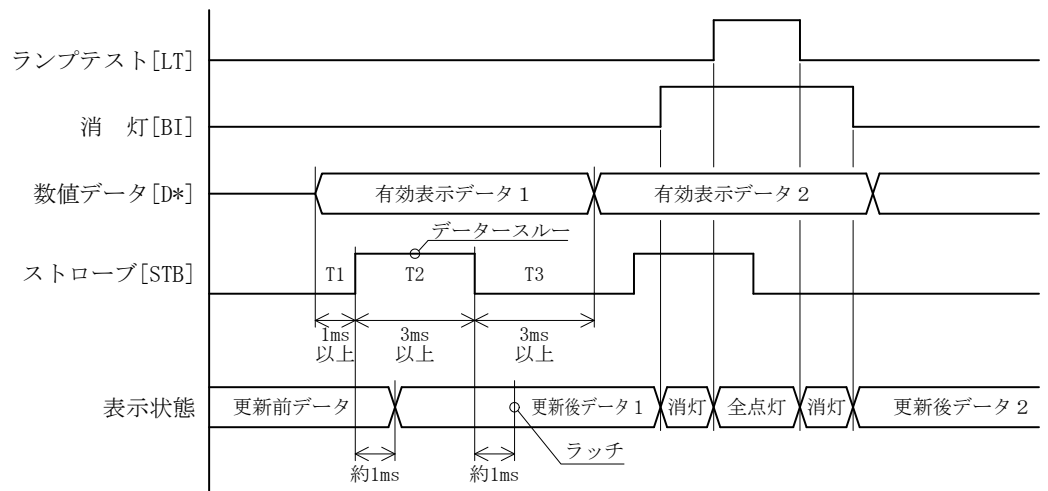 ランプテスト[LT]
消　灯[BI]
数値データ[D*]
有効表示データ１
有効表示データ２
データースルー
ストローブ[STB]
T1
T2
T3
1ms
以上
3ms
以上
3ms
以上
表示状態
更新前データ
更新後データ１
消灯
全点灯
消灯
更新後データ２
ラッチ
約1ms
約1ms